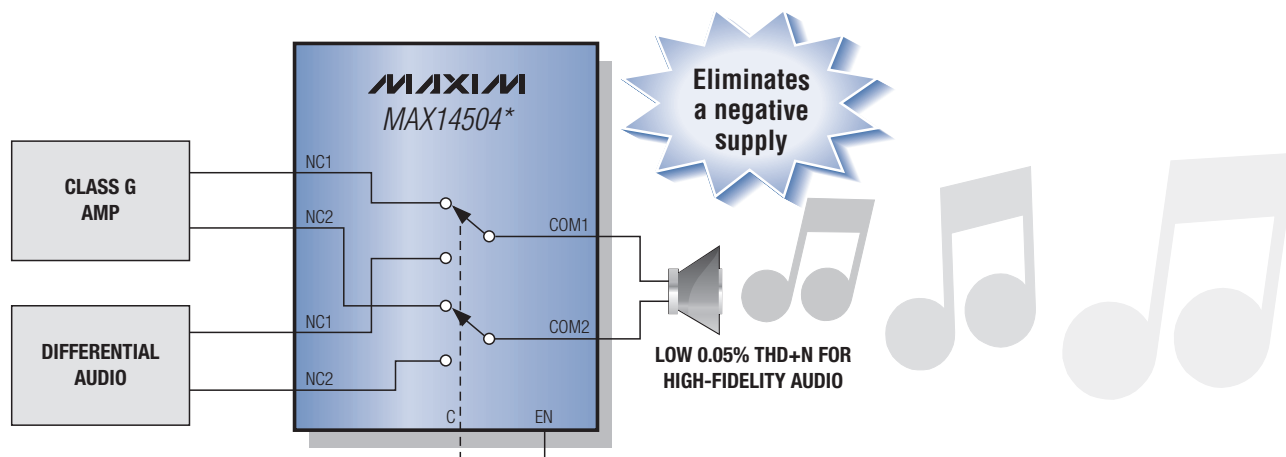 MAXIM
MAX14504*
Eliminates
a negative
supply
CLASS G
AMP
NC1
NC2
COM1
DIFFERENTIAL
AUDIO
NC1
NC2
COM2
LOW 0.05% THD+N FOR
HIGH-FIDELITY AUDIO
C
EN